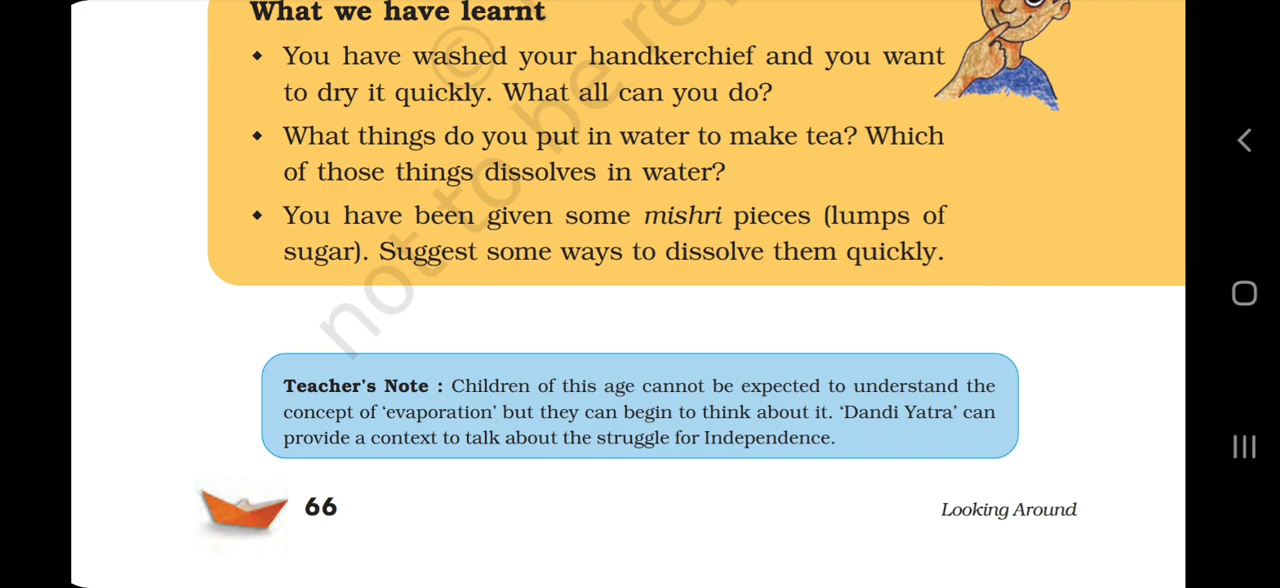 What we have learnt
• You have washed your handkerchief and you want
to dry it quickly. What all can you do?
• What things do you put in water to make tea? Which
of those things dissolves in water?
• You have been given some mishri pieces (lumps of
sugar). Suggest some ways to dissolve them quickly.
© not to be re
Teacher's Note : Children of this age cannot be expected to understand the
concept of ‘evaporation’ but they can begin to think about it. ‘Dandi Yatra’ can
provide a context to talk about the struggle for Independence.
66
Looking Around